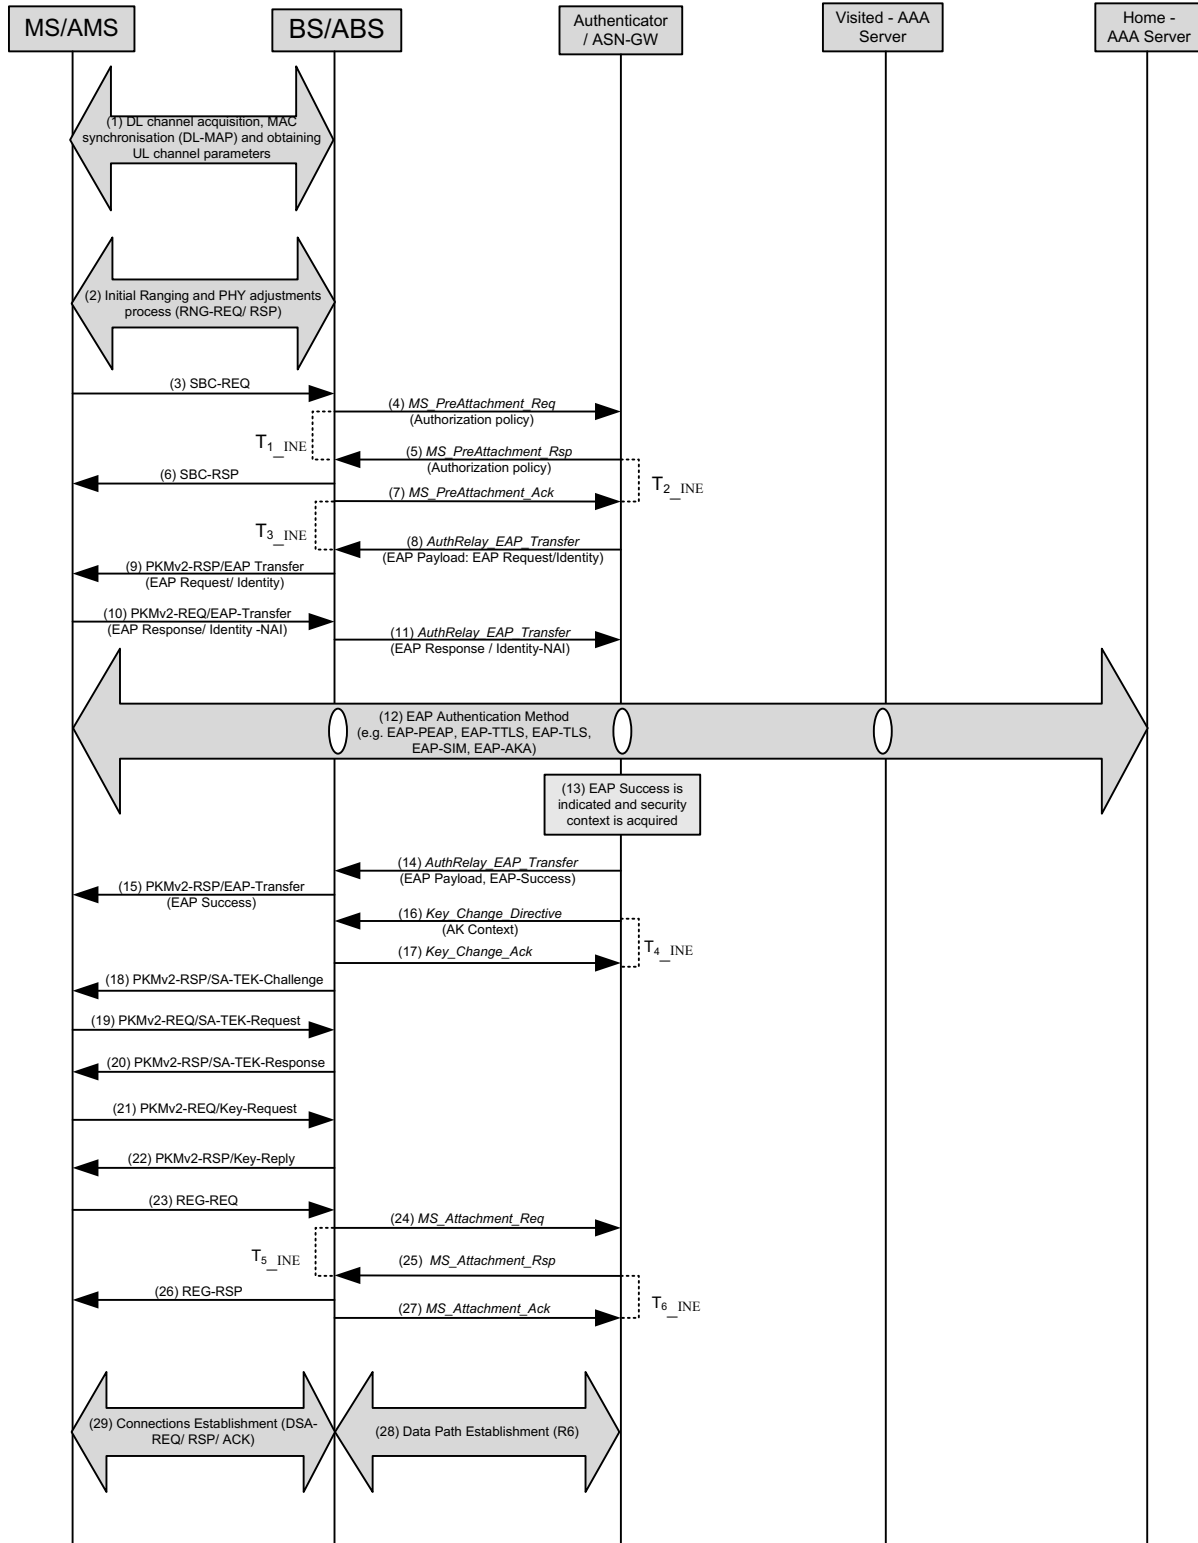 MS/AMS
BS/ABS
Authenticator
/ ASN-GW
Visited - AAA
Server
Home -
AAA Server
(1) DL channel acquisition, MAC
synchronisation (DL-MAP) and obtaining
UL channel parameters
(2) Initial Ranging and PHY adjustments
process (RNG-REQ/ RSP)
(3) SBC-REQ
(4) MS_PreAttachment_Req
(Authorization policy)
T1_INE
(5) MS_PreAttachment_Rsp
(Authorization policy)
(6) SBC-RSP
T2_INE
(7) MS_PreAttachment_Ack
T3_INE
(8) AuthRelay_EAP_Transfer
(EAP Payload: EAP Request/Identity)
(9) PKMv2-RSP/EAP Transfer
(EAP Request/ Identity)
(10) PKMv2-REQ/EAP-Transfer
(EAP Response/ Identity -NAI)
(11) AuthRelay_EAP_Transfer
(EAP Response / Identity-NAI)
(12) EAP Authentication Method
(e.g. EAP-PEAP, EAP-TTLS, EAP-TLS,
EAP-SIM, EAP-AKA)
(13) EAP Success is
indicated and security
context is acquired
(14) AuthRelay_EAP_Transfer
(EAP Payload, EAP-Success)
(15) PKMv2-RSP/EAP-Transfer
(EAP Success)
(16) Key_Change_Directive
(AK Context)
T4_INE
(17) Key_Change_Ack
(18) PKMv2-RSP/SA-TEK-Challenge
(19) PKMv2-REQ/SA-TEK-Request
(20) PKMv2-RSP/SA-TEK-Response
(21) PKMv2-REQ/Key-Request
(22) PKMv2-RSP/Key-Reply
(23) REG-REQ
(24) MS_Attachment_Req
T5_INE
(25) MS_Attachment_Rsp
(26) REG-RSP
T6_INE
(27) MS_Attachment_Ack
(29) Connections Establishment (DSA-
REQ/ RSP/ ACK)
(28) Data Path Establishment (R6)